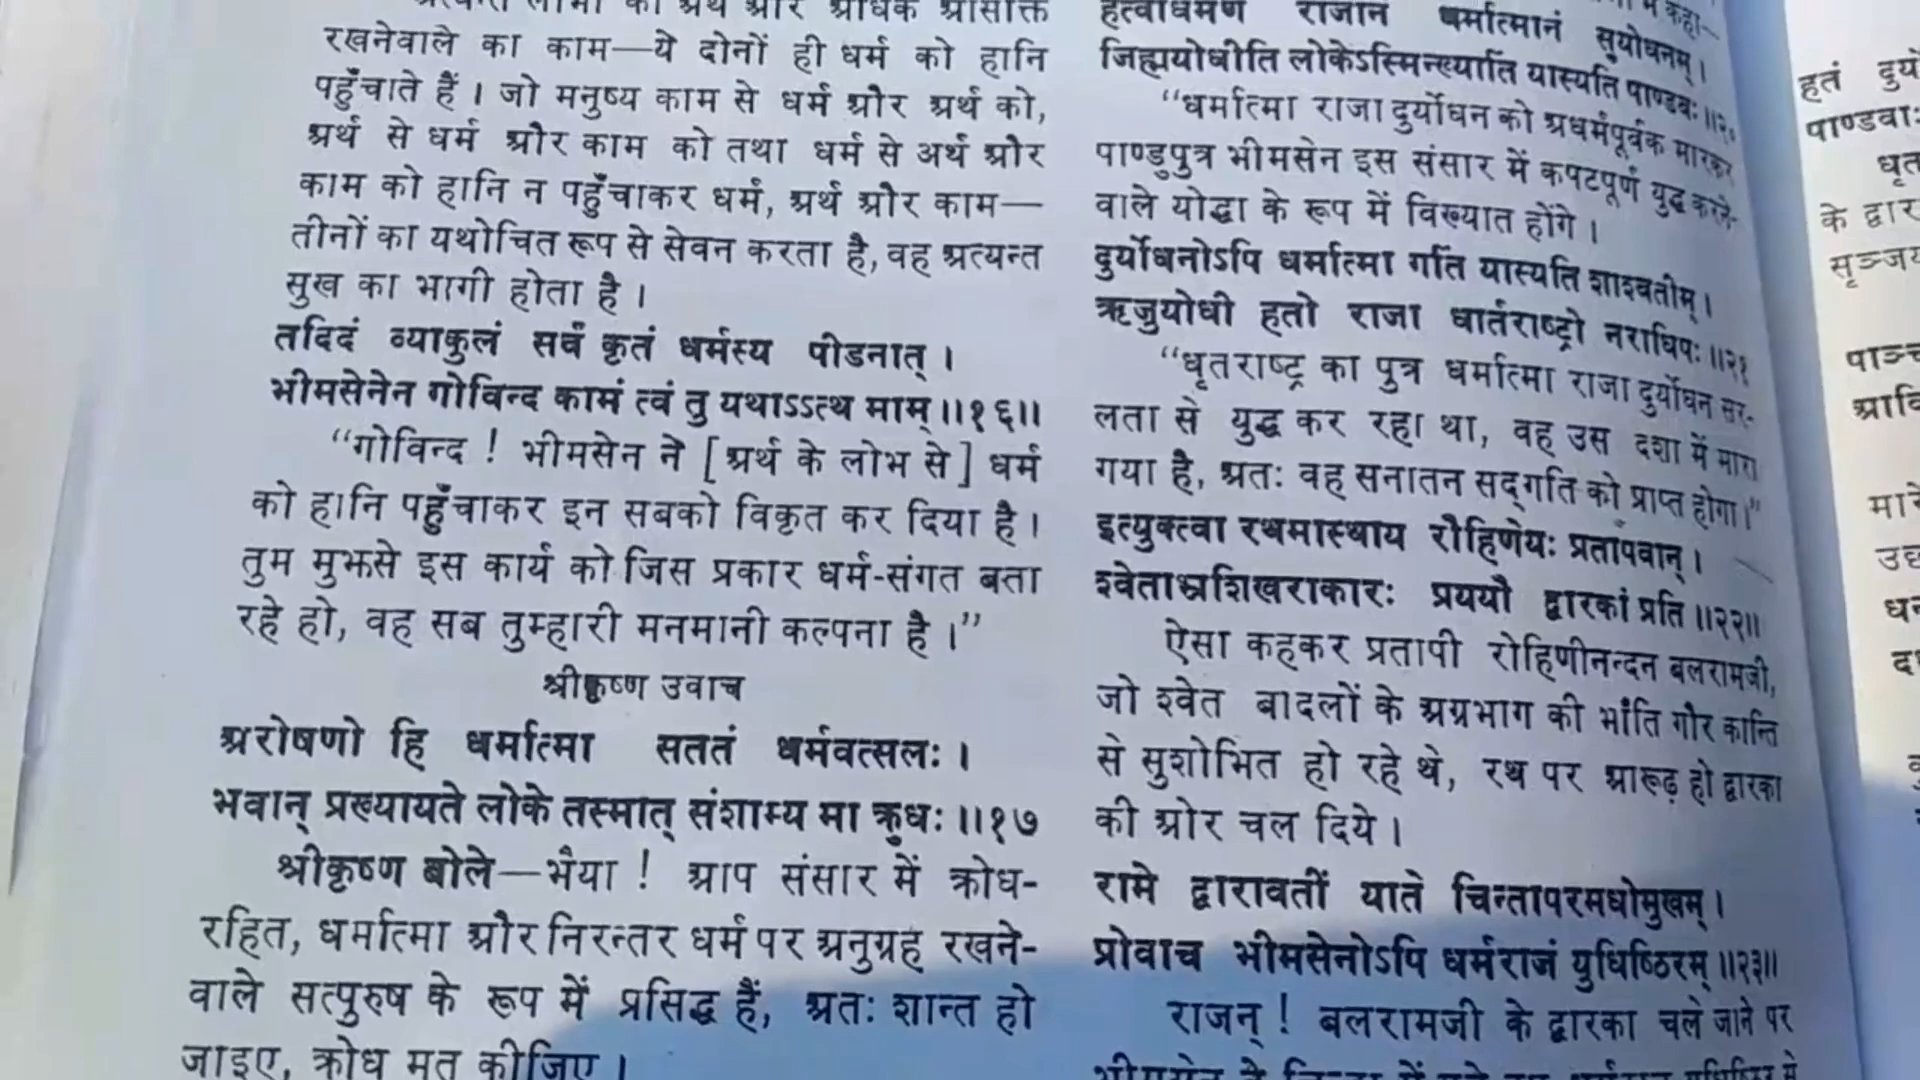 रखनेवाले का काम—ये दोनों ही धर्म को हानि
पहुँचाते हैं । जो मनुष्य काम से धर्म और अर्थ को,
अर्थ से धर्म और काम को तथा धर्म से अर्थ और
काम को हानि न पहुँचाकर धर्म, अर्थ और काम—
तीनों का यथोचित रूप से सेवन करता है, वह अत्यन्त
सुख का भागी होता है ।
तदिदं व्याकुलं सर्वं कृतं धर्मस्य पीडनात् ।
भीमसेनेन गोविन्द कामं त्वं तु यथाऽऽत्थ माम् ॥१६॥
“गोविन्द ! भीमसेन ने [अर्थ के लोभ से] धर्म
को हानि पहुँचाकर इन सबको विकृत कर दिया है ।
तुम मुझसे इस कार्य को जिस प्रकार धर्म-संगत बता
रहे हो, वह सब तुम्हारी मनमानी कल्पना है ।”
श्रीकृष्ण उवाच
अरोषणो हि धर्मात्मा सततं धर्मवत्सलः ।
भवान् प्रख्यायते लोके तस्मात् संशाम्य मा क्रुधः ॥१७
श्रीकृष्ण बोले—भैया ! आप संसार में क्रोध-
रहित, धर्मात्मा और निरन्तर धर्म पर अनुग्रह रखने-
वाले सत्पुरुष के रूप में प्रसिद्ध हैं, अतः शान्त हो
जाइए, क्रोध मत कीजिए ।
हत्वाधर्मेण राजानं धर्मात्मानं सुयोधनम् ।
जिह्मयोधीति लोकेऽस्मिन्ख्यातिं यास्यति पाण्डवः ॥२०
“धर्मात्मा राजा दुर्योधन को अधर्मपूर्वक मारकर
पाण्डुपुत्र भीमसेन इस संसार में कपटपूर्ण युद्ध करने-
वाले योद्धा के रूप में विख्यात होंगे ।
दुर्योधनोऽपि धर्मात्मा गतिं यास्यति शाश्वतीम् ।
ऋजुयोधी हतो राजा धार्तराष्ट्रो नराधिपः ॥२१
“धृतराष्ट्र का पुत्र धर्मात्मा राजा दुर्योधन सर-
लता से युद्ध कर रहा था, वह उस दशा में मारा
गया है, अतः वह सनातन सद्गति को प्राप्त होगा ।”
इत्युक्त्वा रथमास्थाय रौहिणेयः प्रतापवान् ।
श्वेताभ्रशिखराकारः प्रययौ द्वारकां प्रति ॥२२॥
ऐसा कहकर प्रतापी रोहिणीनन्दन बलरामजी,
जो श्वेत बादलों के अग्रभाग की भाँति गौर कान्ति
से सुशोभित हो रहे थे, रथ पर आरूढ़ हो द्वारका
की ओर चल दिये ।
रामे द्वारावतीं याते चिन्तापरमधोमुखम् ।
प्रोवाच भीमसेनोऽपि धर्मराजं युधिष्ठिरम् ॥२३॥
राजन् ! बलरामजी के द्वारका चले जाने पर
हतं
पाण्डवाः
के द्वार